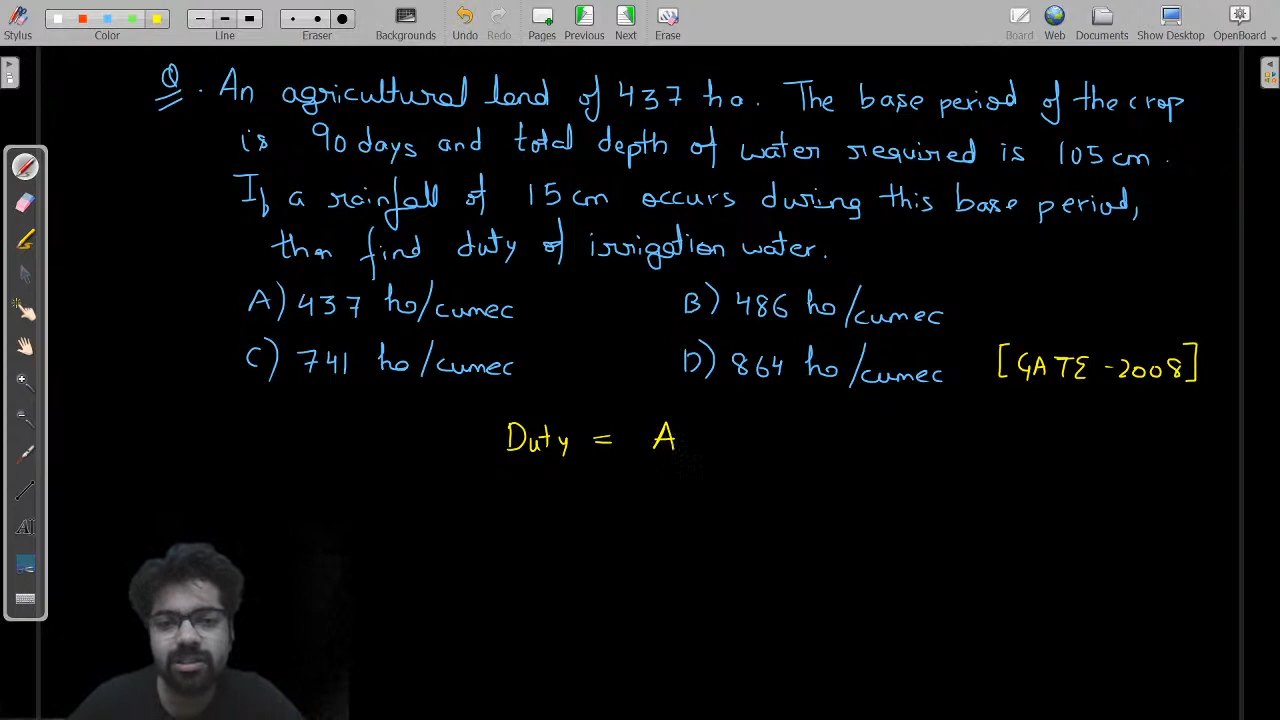 Stylus
Color
Line
Eraser
Backgrounds
Undo
Redo
Pages
Previous
Next
Erase
Board
Web
Documents
Show Desktop
OpenBoard
Q. An agricultural land of 437 ha. The base period of the crop
is 90 days and total depth of water required is 105 cm.
If a rainfall of 15 cm occurs during this base period,
then find duty of irrigation water.
A) 437 ha/cumec
B) 486 ha/cumec
C) 741 ha/cumec
D) 864 ha/cumec
[GATE -2008]
Duty = A
AI